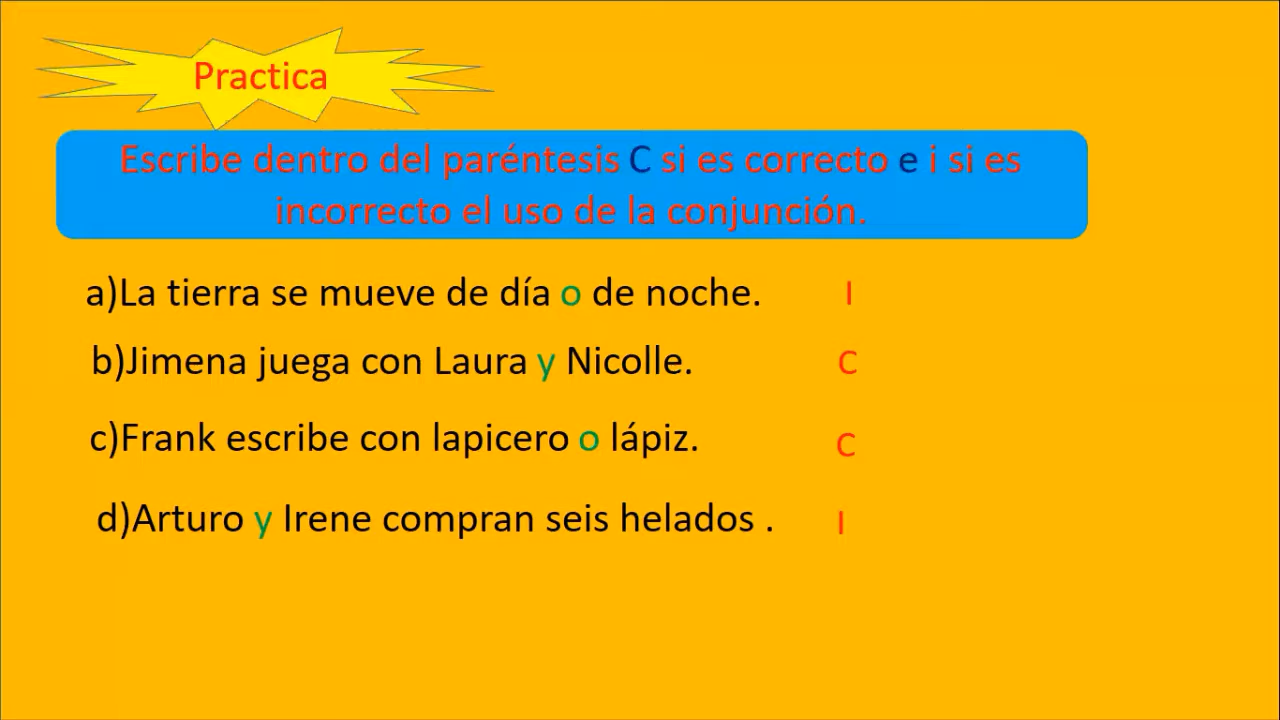 Practica
Escribe dentro del paréntesis C si es correcto e i si es
incorrecto el uso de la conjunción.
a)La tierra se mueve de día o de noche. I
b)Jimena juega con Laura y Nicolle. C
c)Frank escribe con lapicero o lápiz. C
d)Arturo y Irene compran seis helados . I